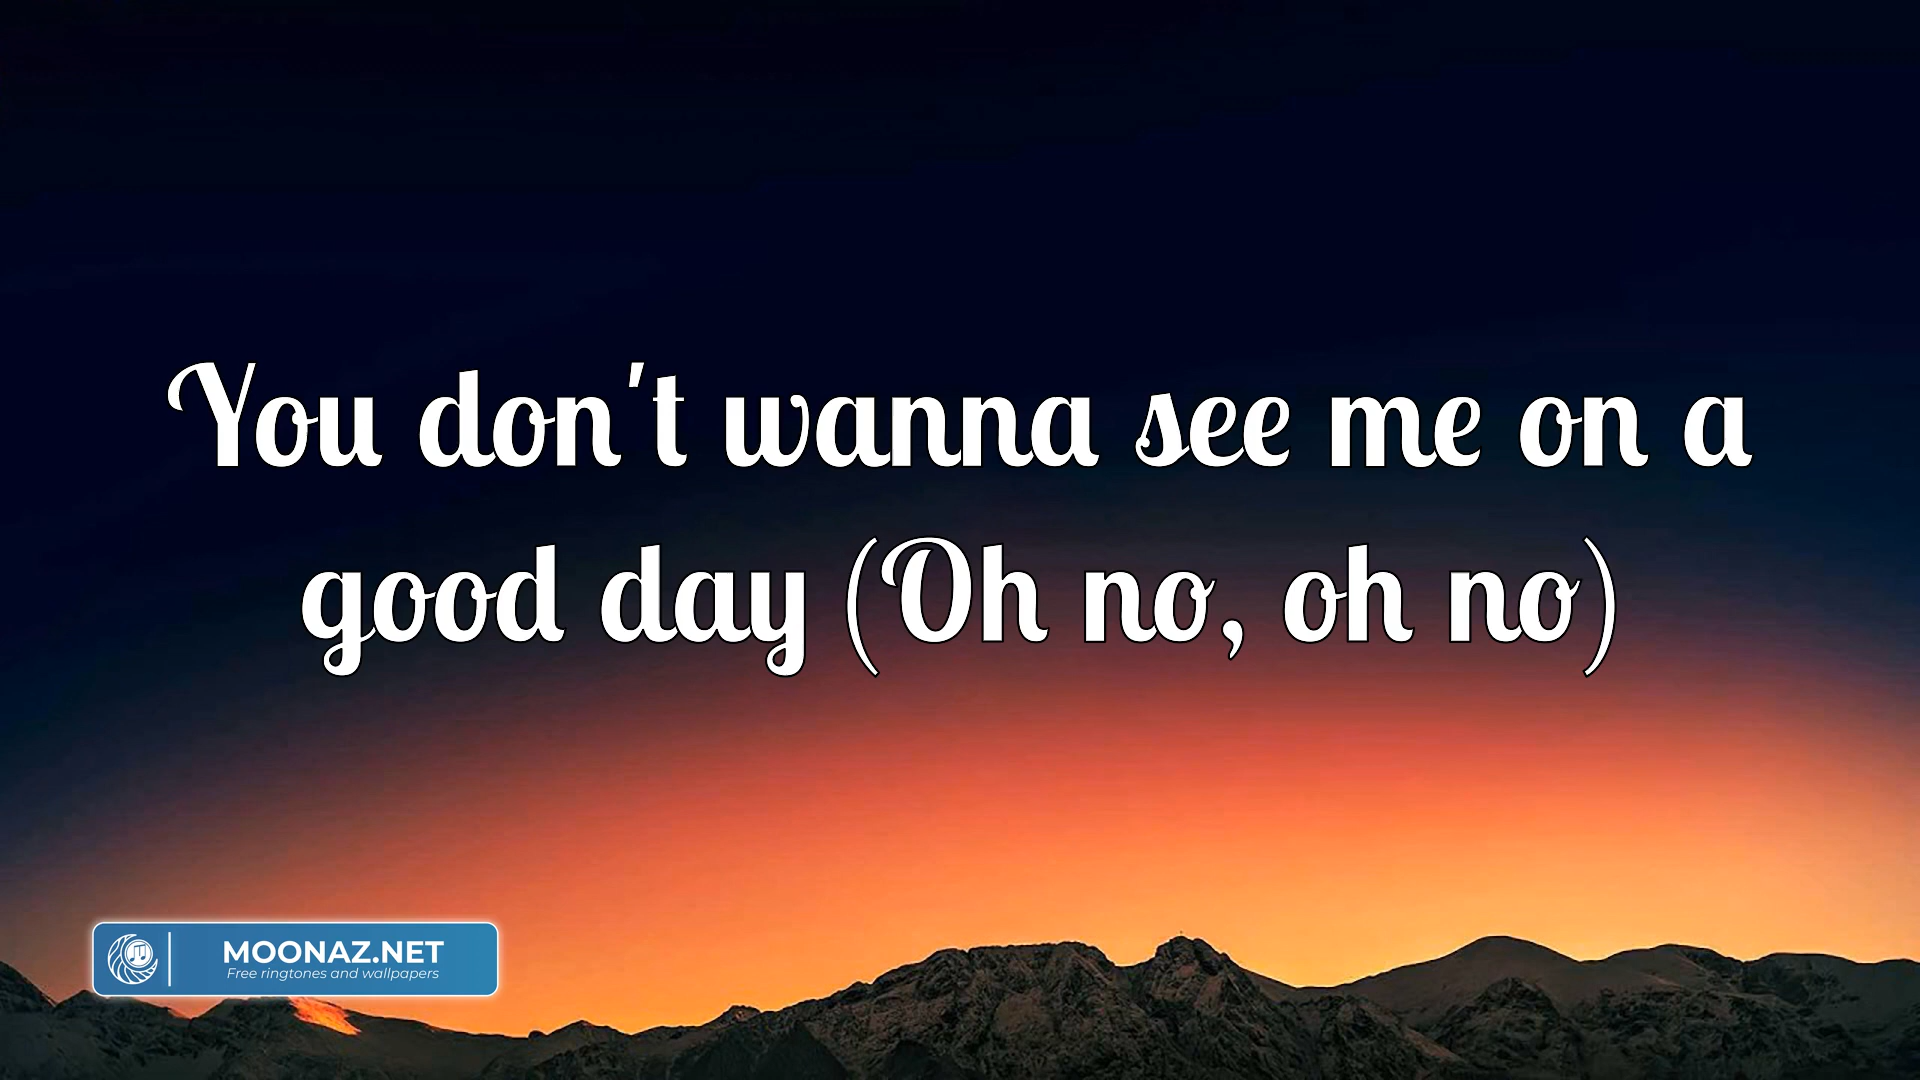 You don't wanna see me on a
good day (Oh no, oh no)
MOONAZ.NET
Free ringtones and wallpapers